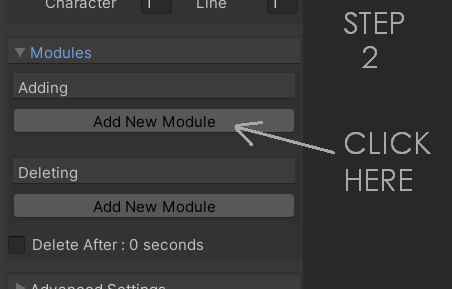 Character 1 Line 1
STEP
2
Modules
Adding
Add New Module
CLICK
HERE
Deleting
Add New Module
Delete After : 0 seconds
Advanced Settings